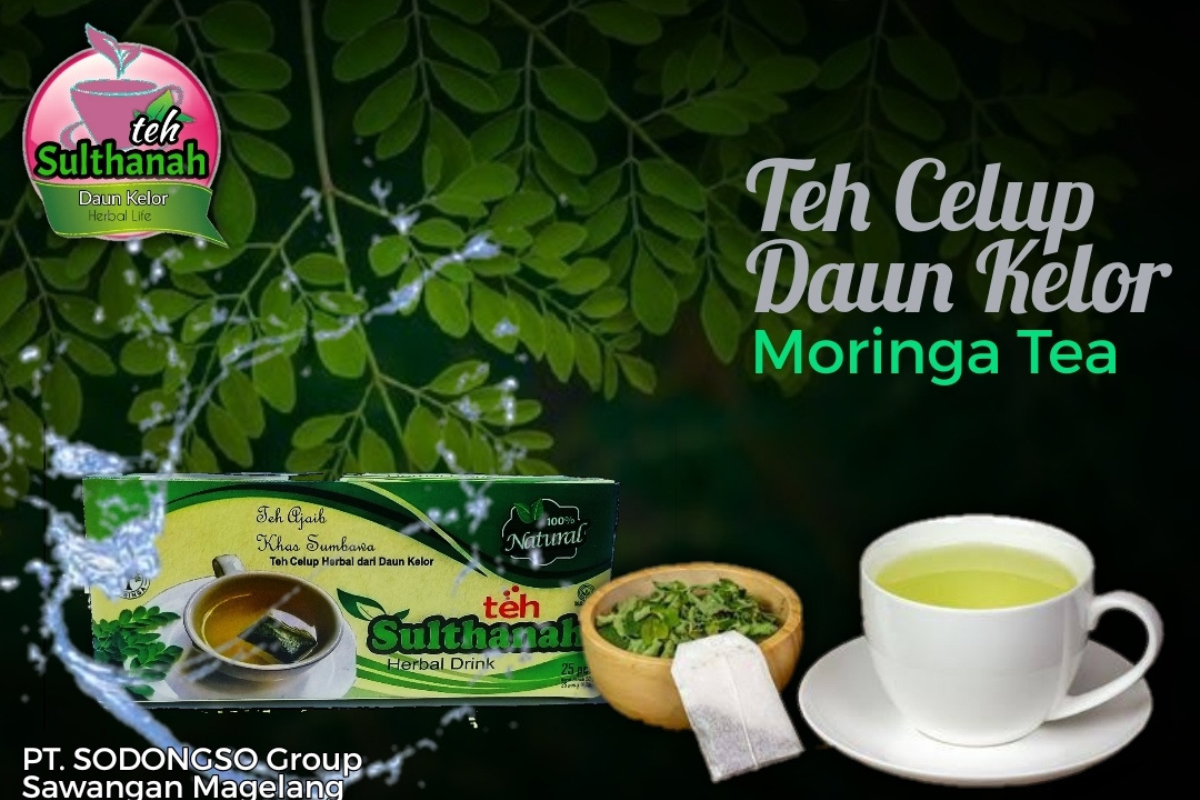 teh
Sulthanah
Daun Kelor
Herbal Life
Teh Celup
Daun Kelor
Moringa Tea
Teh Ajaib
Khas Sumbawa
Teh Celup Herbal dari Daun Kelor
100%
Natural
teh
Sulthanah
Herbal Drink
25
PT. SODONGSO Group
Sawangan Magelang